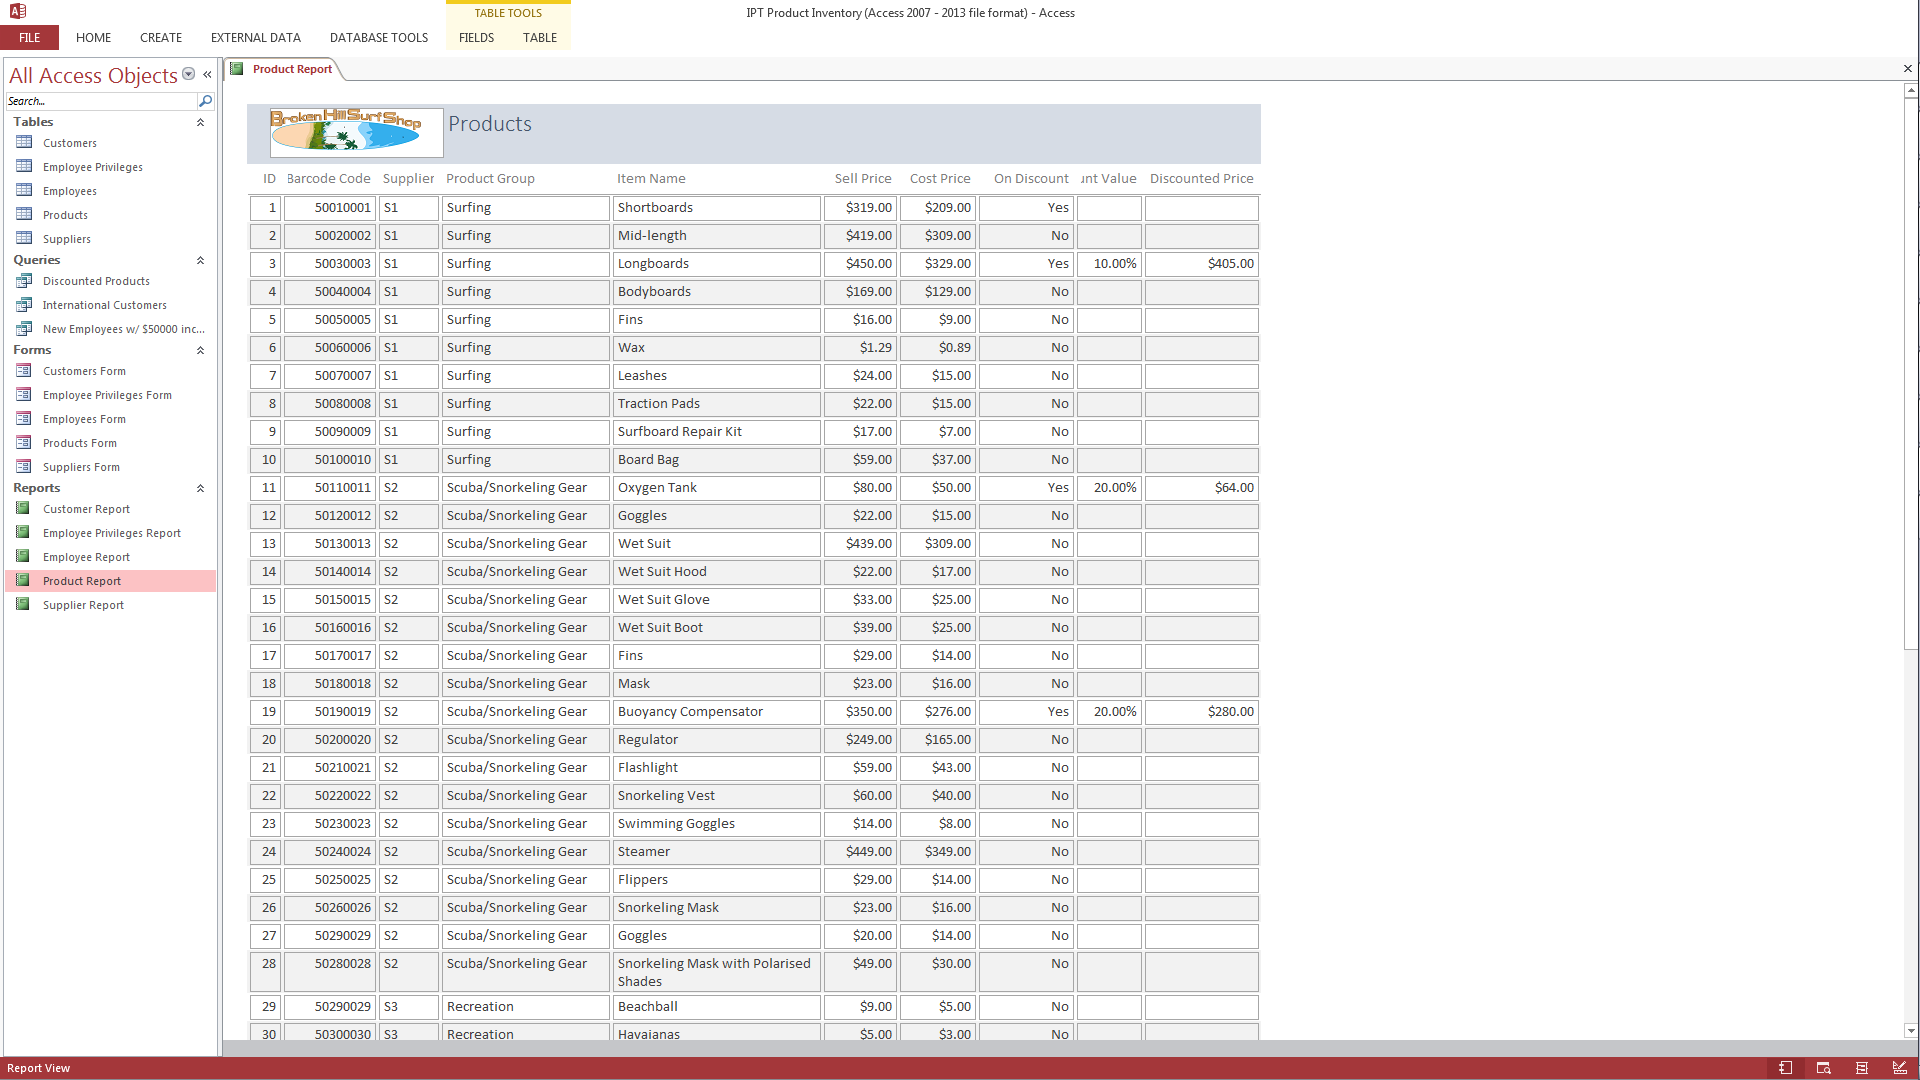 IPT Product Inventory (Access 2007 - 2013 file format) - Access
TABLE TOOLS
FILE HOME CREATE EXTERNAL DATA DATABASE TOOLS FIELDS TABLE
All Access Objects
Search...
Tables
Customers
Employee Privileges
Employees
Products
Suppliers
Queries
Discounted Products
International Customers
New Employees w/ $50000 inc...
Forms
Customers Form
Employee Privileges Form
Employees Form
Products Form
Suppliers Form
Reports
Customer Report
Employee Privileges Report
Employee Report
Product Report
Supplier Report
Product Report
Broken Hill Surf Shop
Products
ID Barcode Code Supplier Product Group Item Name Sell Price Cost Price On Discount unt Value Discounted Price
1 50010001 S1 Surfing Shortboards $319.00 $209.00 Yes
2 50020002 S1 Surfing Mid-length $419.00 $309.00 No
3 50030003 S1 Surfing Longboards $450.00 $329.00 Yes 10.00% $405.00
4 50040004 S1 Surfing Bodyboards $169.00 $129.00 No
5 50050005 S1 Surfing Fins $16.00 $9.00 No
6 50060006 S1 Surfing Wax $1.29 $0.89 No
7 50070007 S1 Surfing Leashes $24.00 $15.00 No
8 50080008 S1 Surfing Traction Pads $22.00 $15.00 No
9 50090009 S1 Surfing Surfboard Repair Kit $17.00 $7.00 No
10 50100010 S1 Surfing Board Bag $59.00 $37.00 No
11 50110011 S2 Scuba/Snorkeling Gear Oxygen Tank $80.00 $50.00 Yes 20.00% $64.00
12 50120012 S2 Scuba/Snorkeling Gear Goggles $22.00 $15.00 No
13 50130013 S2 Scuba/Snorkeling Gear Wet Suit $439.00 $309.00 No
14 50140014 S2 Scuba/Snorkeling Gear Wet Suit Hood $22.00 $17.00 No
15 50150015 S2 Scuba/Snorkeling Gear Wet Suit Glove $33.00 $25.00 No
16 50160016 S2 Scuba/Snorkeling Gear Wet Suit Boot $39.00 $25.00 No
17 50170017 S2 Scuba/Snorkeling Gear Fins $29.00 $14.00 No
18 50180018 S2 Scuba/Snorkeling Gear Mask $23.00 $16.00 No
19 50190019 S2 Scuba/Snorkeling Gear Buoyancy Compensator $350.00 $276.00 Yes 20.00% $280.00
20 50200020 S2 Scuba/Snorkeling Gear Regulator $249.00 $165.00 No
21 50210021 S2 Scuba/Snorkeling Gear Flashlight $59.00 $43.00 No
22 50220022 S2 Scuba/Snorkeling Gear Snorkeling Vest $60.00 $40.00 No
23 50230023 S2 Scuba/Snorkeling Gear Swimming Goggles $14.00 $8.00 No
24 50240024 S2 Scuba/Snorkeling Gear Steamer $449.00 $349.00 No
25 50250025 S2 Scuba/Snorkeling Gear Flippers $29.00 $14.00 No
26 50260026 S2 Scuba/Snorkeling Gear Snorkeling Mask $23.00 $16.00 No
27 50290029 S2 Scuba/Snorkeling Gear Goggles $20.00 $14.00 No
28 50280028 S2 Scuba/Snorkeling Gear Snorkeling Mask with Polarised $49.00 $30.00 No
Shades
29 50290029 S3 Recreation Beachball $9.00 $5.00 No
30 50300030 S3 Recreation Havaianas $5.00 $3.00 No
Report View